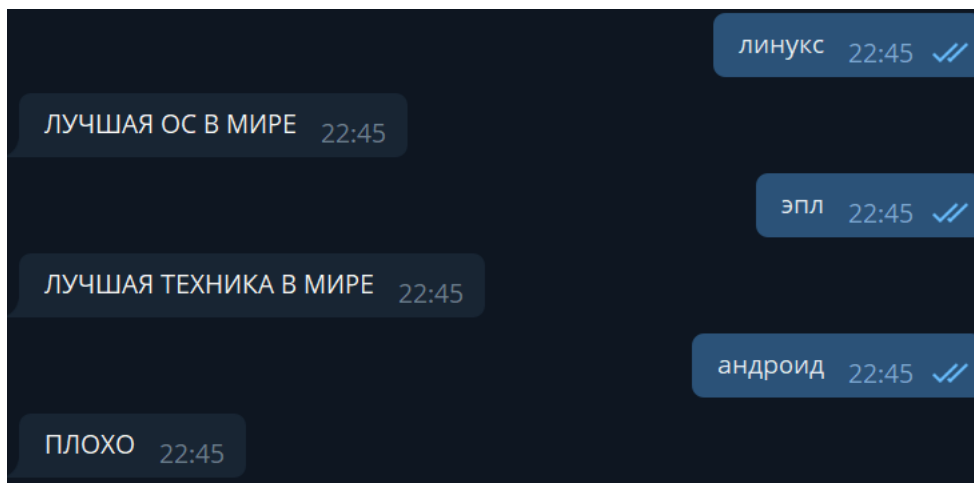 линукс 22:45
ЛУЧШАЯ ОС В МИРЕ 22:45
эпл 22:45
ЛУЧШАЯ ТЕХНИКА В МИРЕ 22:45
андроид 22:45
ПЛОХО 22:45